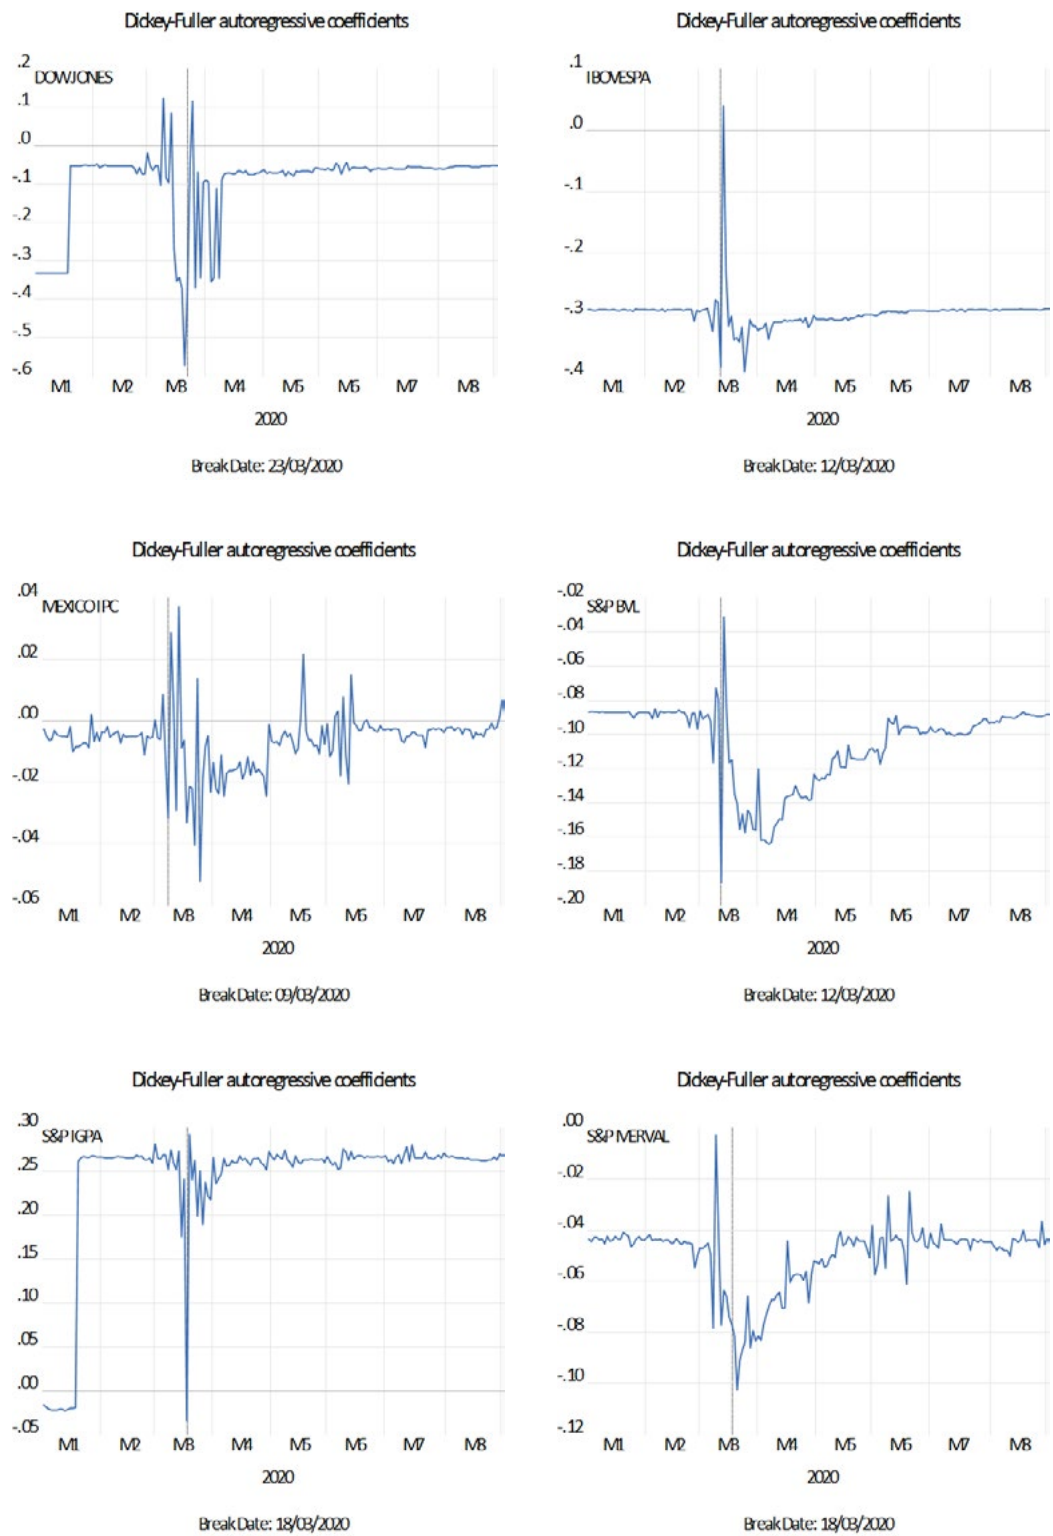 Dickey-Fuller autoregressive coefficients
DOWJONES
.2
.1
.0
-.1
-.2
-.3
-.4
-.5
-.6
M1 M2 M3 M4 M5 M6 M7 M8
2020
Break Date: 23/03/2020
Dickey-Fuller autoregressive coefficients
IBOVESPA
.1
.0
-.1
-.2
-.3
-.4
M1 M2 M3 M4 M5 M6 M7 M8
2020
Break Date: 12/03/2020
Dickey-Fuller autoregressive coefficients
MEXICO IPC
.04
.02
.00
-.02
-.04
-.06
M1 M2 M3 M4 M5 M6 M7 M8
2020
Break Date: 09/03/2020
Dickey-Fuller autoregressive coefficients
S&P BVL
-.02
-.04
-.06
-.08
-.10
-.12
-.14
-.16
-.18
-.20
M1 M2 M3 M4 M5 M6 M7 M8
2020
Break Date: 12/03/2020
Dickey-Fuller autoregressive coefficients
S&P IGPA
.30
.25
.20
.15
.10
.05
.00
-.05
M1 M2 M3 M4 M5 M6 M7 M8
2020
Break Date: 18/03/2020
Dickey-Fuller autoregressive coefficients
S&P MERVAL
.00
-.02
-.04
-.06
-.08
-.10
-.12
M1 M2 M3 M4 M5 M6 M7 M8
2020
Break Date: 18/03/2020